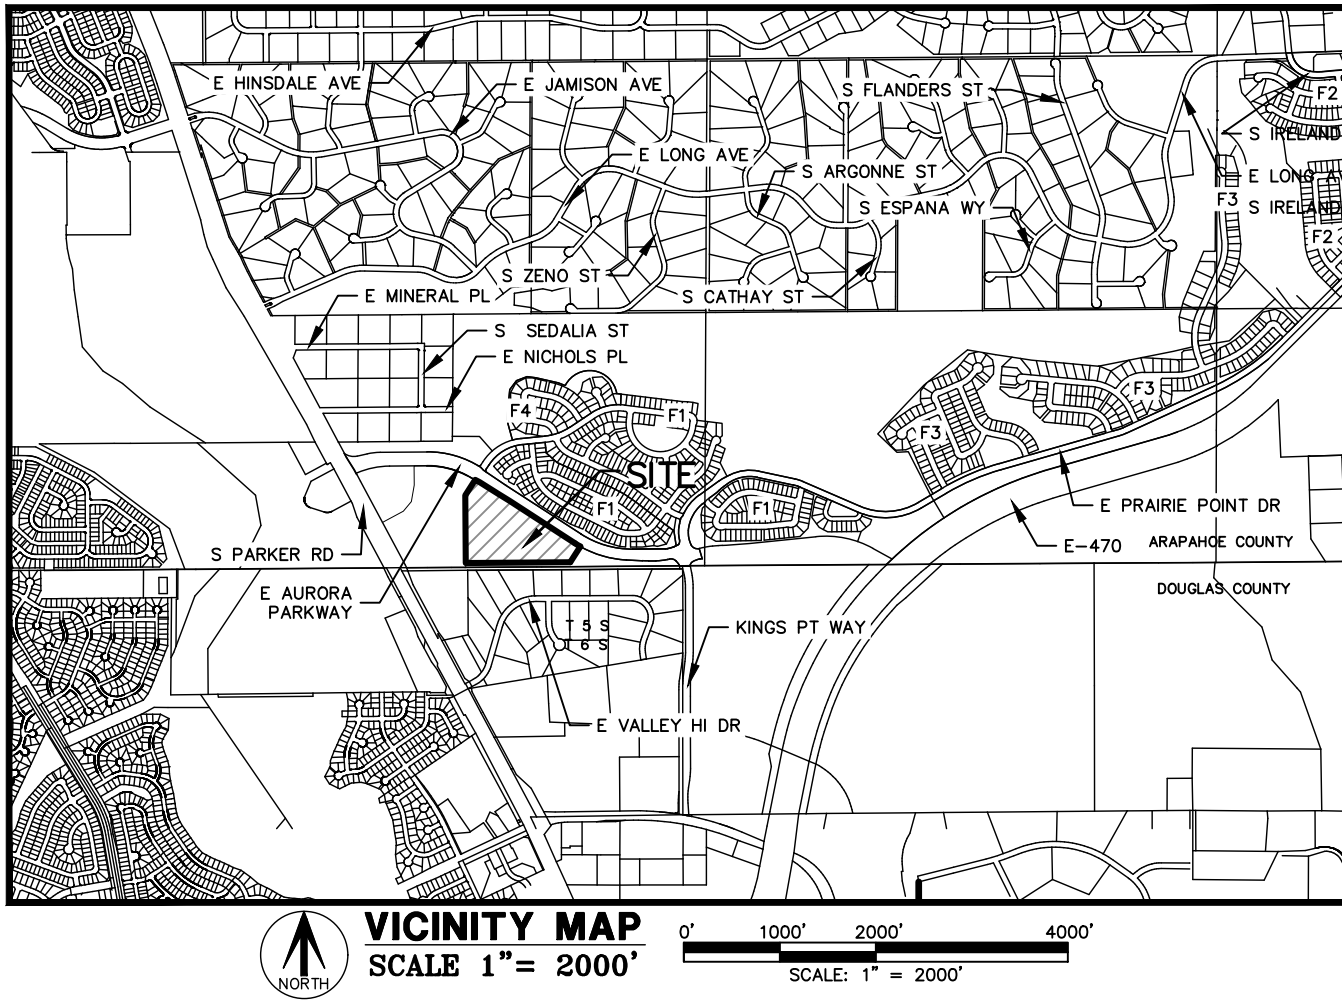 E HINSDALE AVE
E JAMISON AVE
S FLANDERS ST
F2
S IRELAND
E LONG AVE
S ARGONNE ST
E LONG A
F3
S ESPANA WY
S IRELAND
F2
S ZENO ST
E MINERAL PL
S CATHAY ST
S SEDALIA ST
E NICHOLS PL
F4
F1
F3
F3
SITE
F1
F1
E PRAIRIE POINT DR
S PARKER RD
E-470
ARAPAHOE COUNTY
E AURORA
PARKWAY
DOUGLAS COUNTY
T 5 S
T 6 S
KINGS PT WAY
E VALLEY HI DR
NORTH
VICINITY MAP
SCALE 1"= 2000'
0' 1000' 2000' 4000'
SCALE: 1" = 2000'